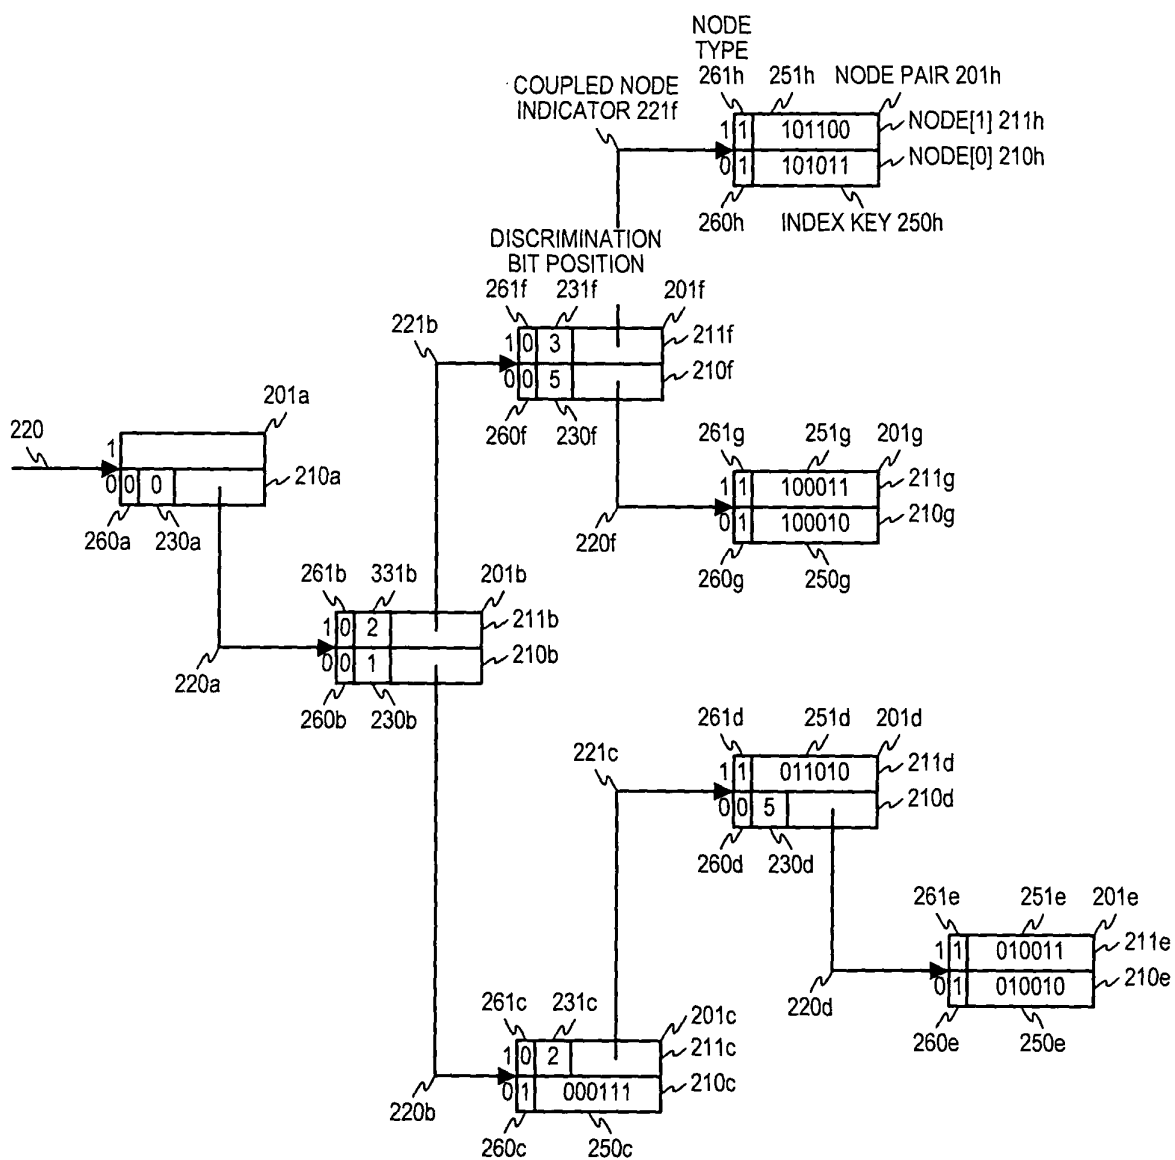 NODE
TYPE
261h 251h NODE PAIR 201h
COUPLED NODE
INDICATOR 221f
1 1 101100 NODE[1] 211h
0 1 101011 NODE[0] 210h
260h INDEX KEY 250h
DISCRIMINATION
BIT POSITION
261f 231f 201f
221b
1 0 3 211f
0 0 5 210f
260f 230f
201a
220
1
0 0 0 210a
260a 230a
261g 251g 201g
1 1 100011 211g
0 1 100010 210g
220f
260g 250g
261b 331b 201b
1 0 2 211b
0 0 1 210b
220a
260b 230b
261d 251d 201d
221c
1 1 011010 211d
0 0 5 210d
260d 230d
261e 251e 201e
1 1 010011 211e
0 1 010010 210e
220d
260e 250e
261c 231c 201c
1 0 2 211c
0 1 000111 210c
220b
260c 250c